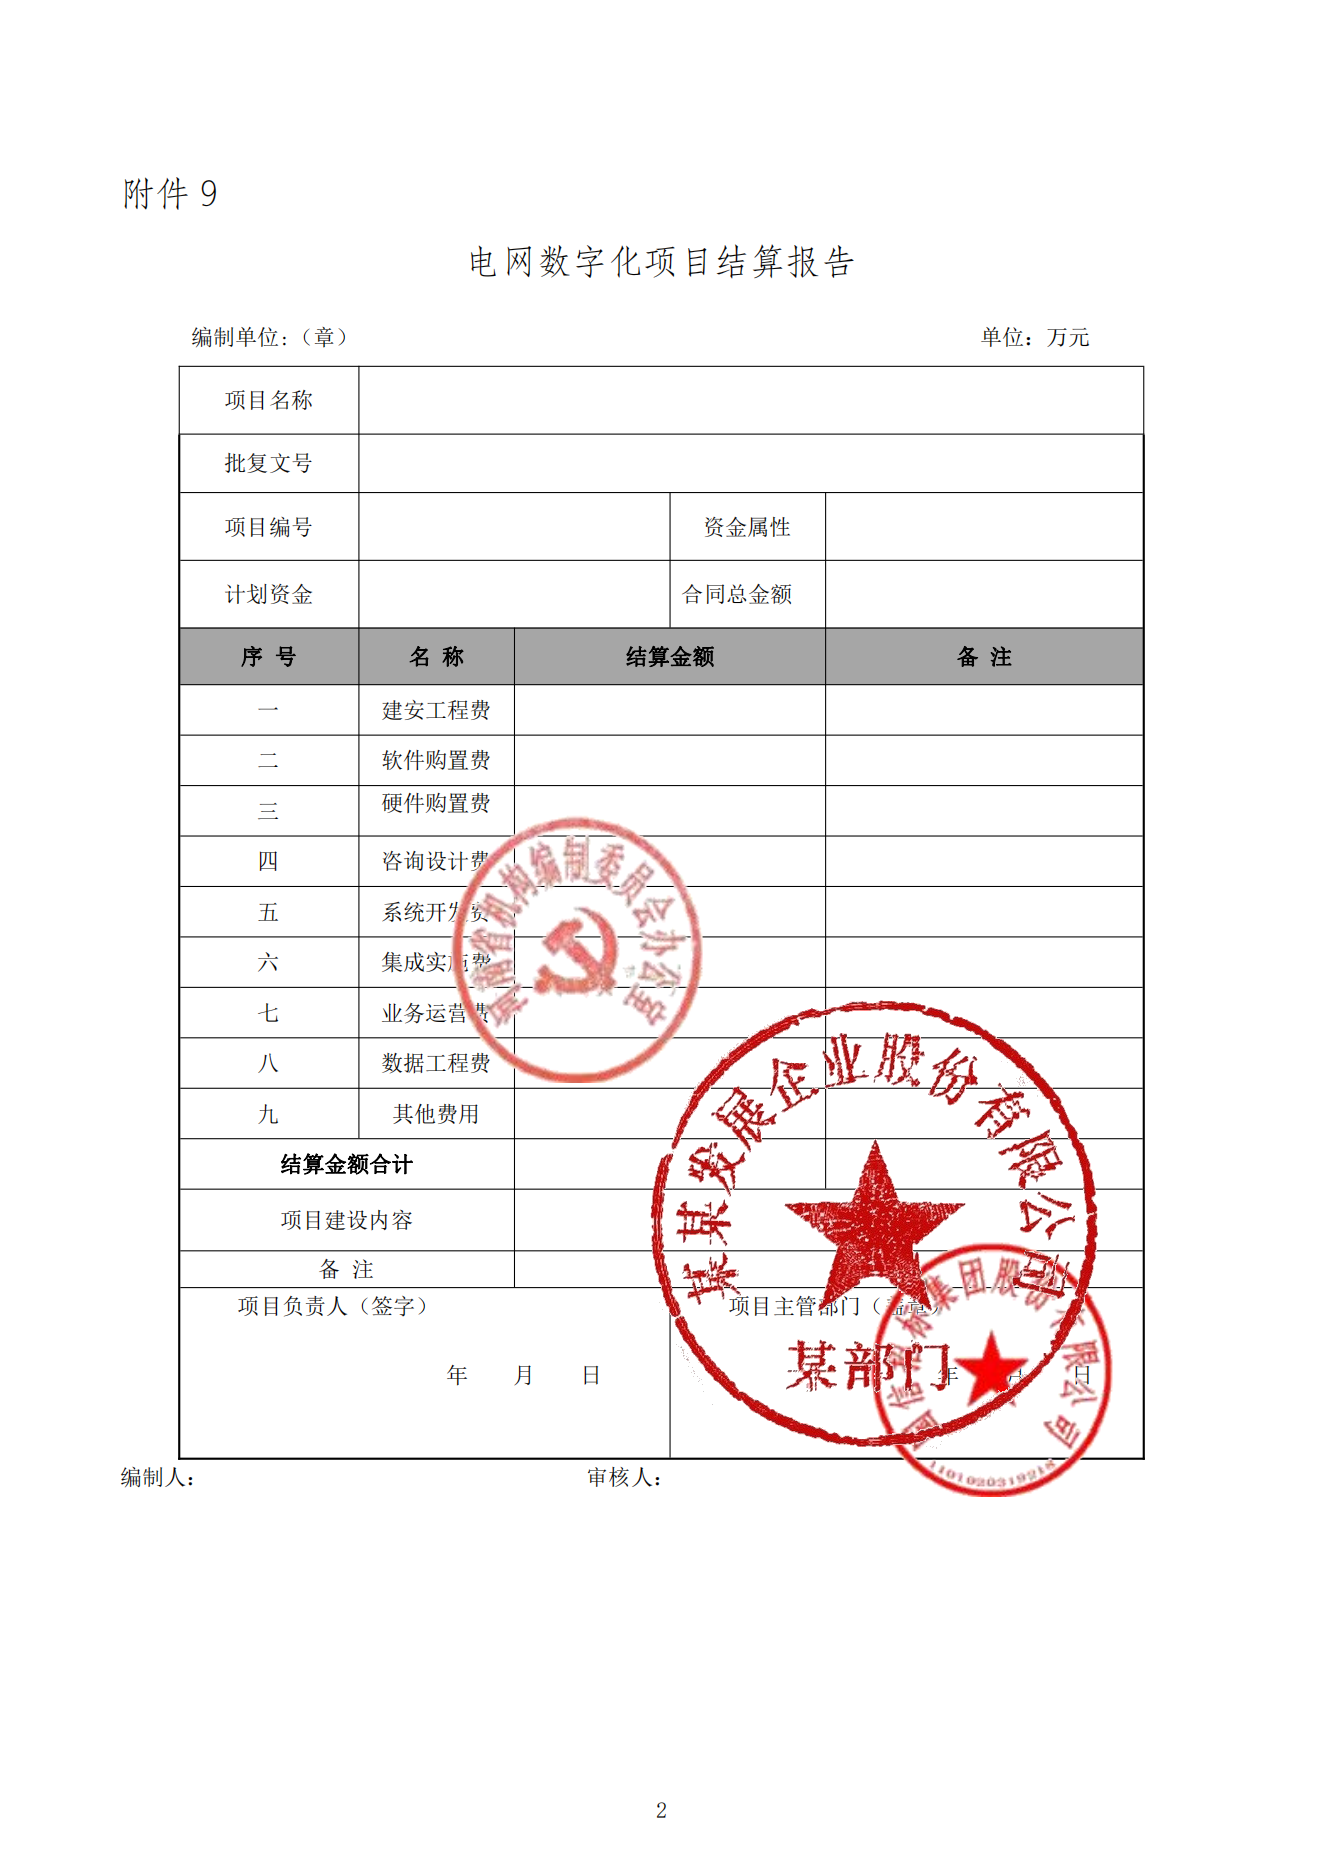 附件 9
电网数字化项目结算报告
编制单位:（章） 单位：万元
项目名称
批复文号
项目编号 资金属性
计划资金 合同总金额
序 号 名 称 结算金额 备 注
一 建安工程费
二 软件购置费
三 硬件购置费
四 咨询设计费
五 系统开发费
六 集成实施费
七 业务运营费
八 数据工程费
九 其他费用
结算金额合计
项目建设内容
备 注
项目负责人（签字） 项目主管部门（盖章）
年 月 日 年 月 日
编制人： 审核人：
省机构编制委员会办公室
某某发展企业股份有限公司
某部门
国信招标集团股份有限公司
1101020319218
2